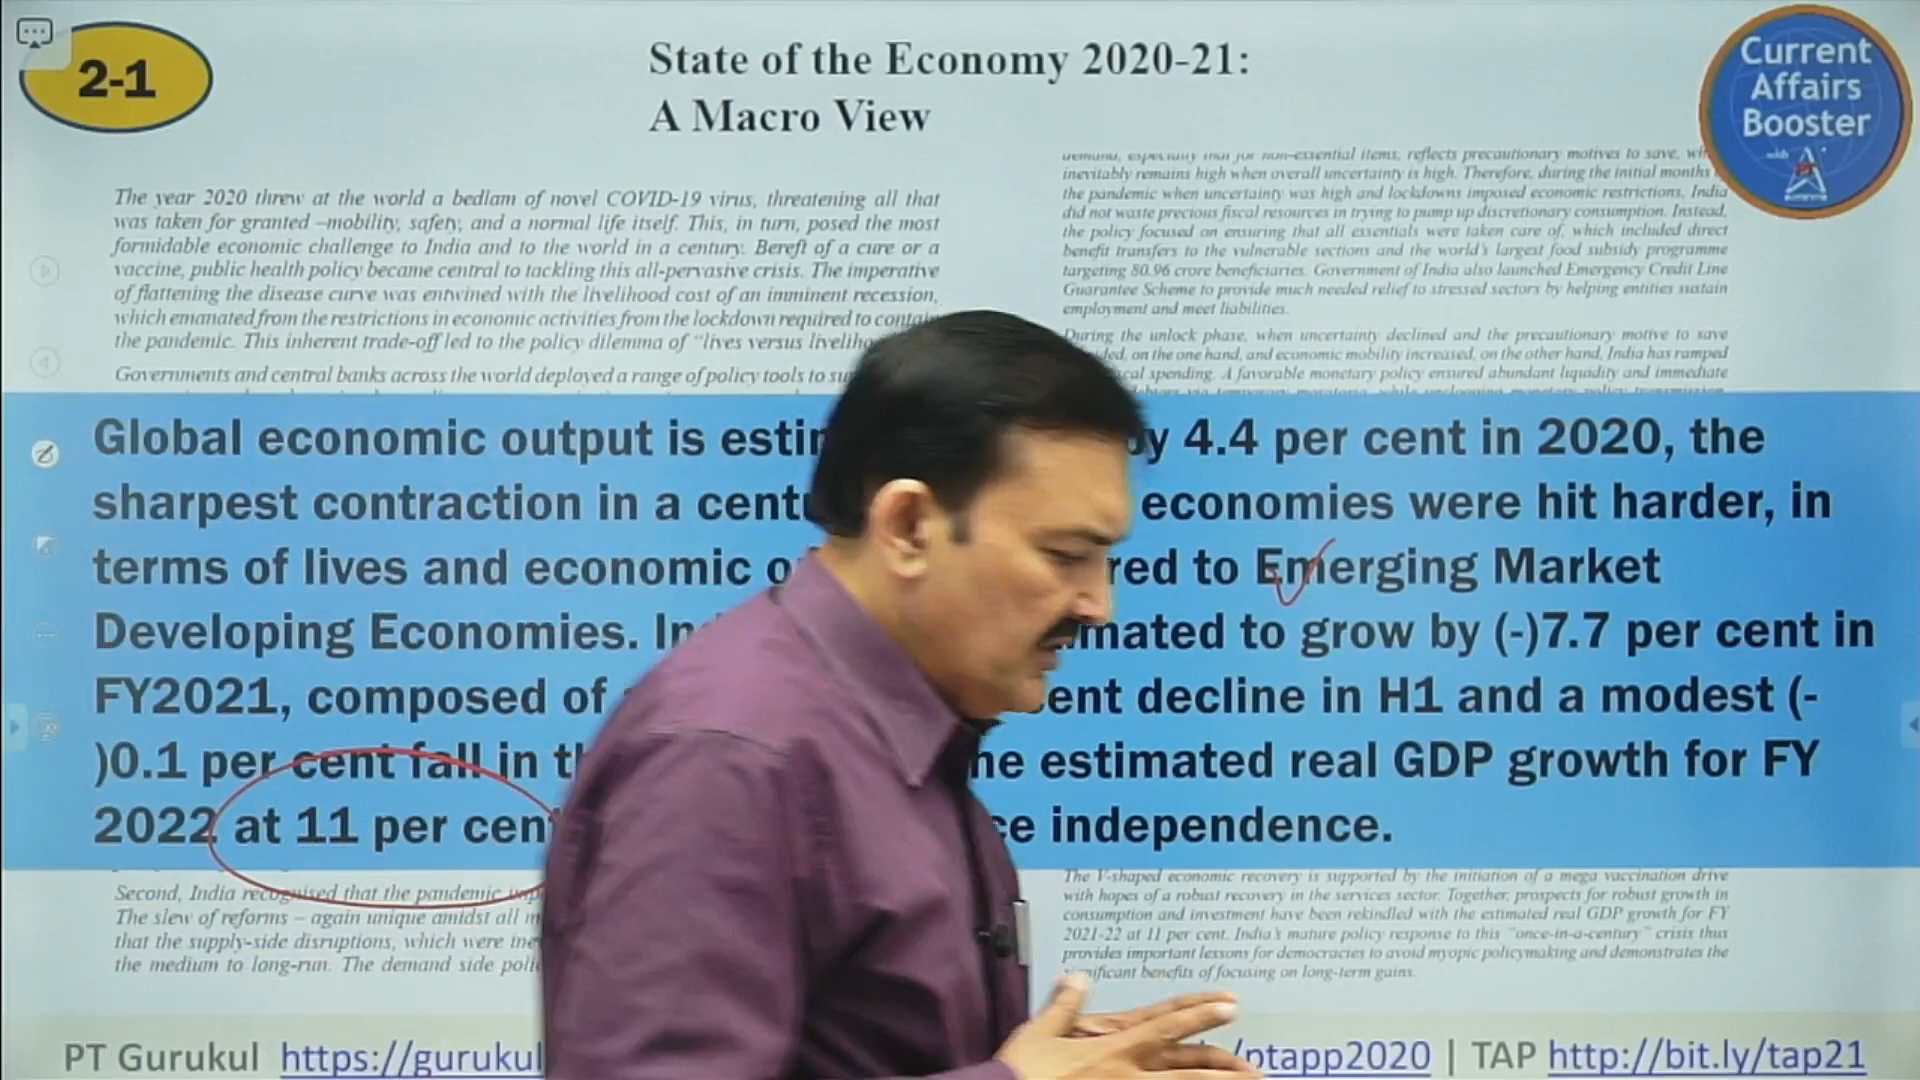 2-1
State of the Economy 2020-21:
A Macro View
Current
Affairs
Booster
with
The year 2020 threw at the world a bedlam of novel COVID-19 virus, threatening all that
was taken for granted –mobility, safety, and a normal life itself. This, in turn, posed the most
formidable economic challenge to India and to the world in a century. Bereft of a cure or a
vaccine, public health policy became central to tackling this all-pervasive crisis. The imperative
of flattening the disease curve was entwined with the livelihood cost of an imminent recession,
which emanated from the restrictions in economic activities from the lockdown required to
the pandemic. This inherent trade-off led to the policy dilemma of "lives versus
Governments and central banks across the world deployed a range of policy tools to
demand, especially that for non-essential items, reflects precautionary motives to save,
inevitably remains high when overall uncertainty is high. Therefore, during the initial months
the pandemic when uncertainty was high and lockdowns imposed economic restrictions, India
did not waste precious fiscal resources in trying to pump up discretionary consumption. Instead,
the policy focused on ensuring that all essentials were taken care of, which included direct
benefit transfers to the vulnerable sections and the world's largest food subsidy programme
targeting 80.96 crore beneficiaries. Government of India also launched Emergency Credit Line
Guarantee Scheme to provide much needed relief to stressed sectors by helping entities sustain
employment and meet liabilities.
During the unlock phase, when uncertainty declined and the precautionary motive to save
on the one hand, and economic mobility increased, on the other hand, India has ramped
spending. A favorable monetary policy ensured abundant liquidity and immediate
Global economic output is y 4.4 per cent in 2020, the
sharpest contraction in a economies were hit harder, in
terms of lives and economic red to Emerging Market
Developing Economies. mated to grow by (-)7.7 per cent in
FY2021, composed of ent decline in H1 and a modest (-
)0.1 per cent fall in he estimated real GDP growth for FY
2022 at 11 per cen ce independence.
Second, India recognised that the pandemic
The slew of reforms – again unique amidst all
that the supply-side disruptions, which were
the medium to long-run. The demand side
The V-shaped economic recovery is supported by the initiation of a mega vaccination drive
with hopes of a robust recovery in the services sector. Together, prospects for robust growth in
consumption and investment have been rekindled with the estimated real GDP growth for FY
2021-22 at 11 per cent. India's mature policy response to this "once-in-a-century" crisis thus
provides important lessons for democracies to avoid myopic policymaking and demonstrates the
significant benefits of focusing on long-term gains.
PT Gurukul https://gurukul /ptapp2020 | TAP http://bit.ly/tap21